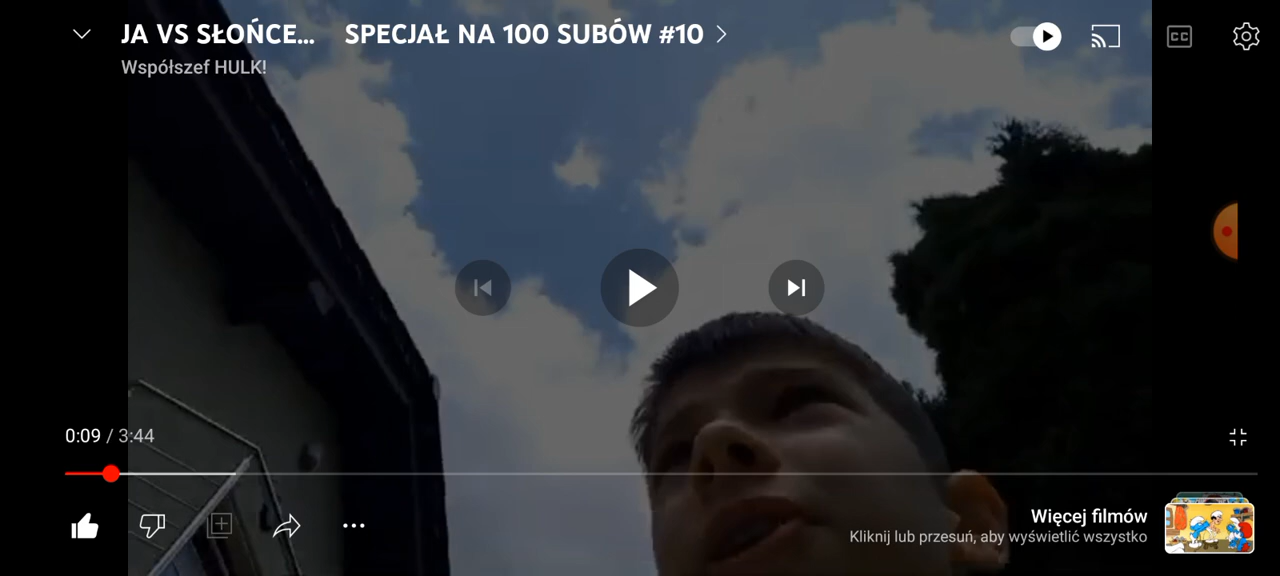 JA VS SŁOŃCE... SPECJAŁ NA 100 SUBÓW #10
Współszef HULK!
CC
0:09 / 3:44
Więcej filmów
Kliknij lub przesuń, aby wyświetlić wszystko